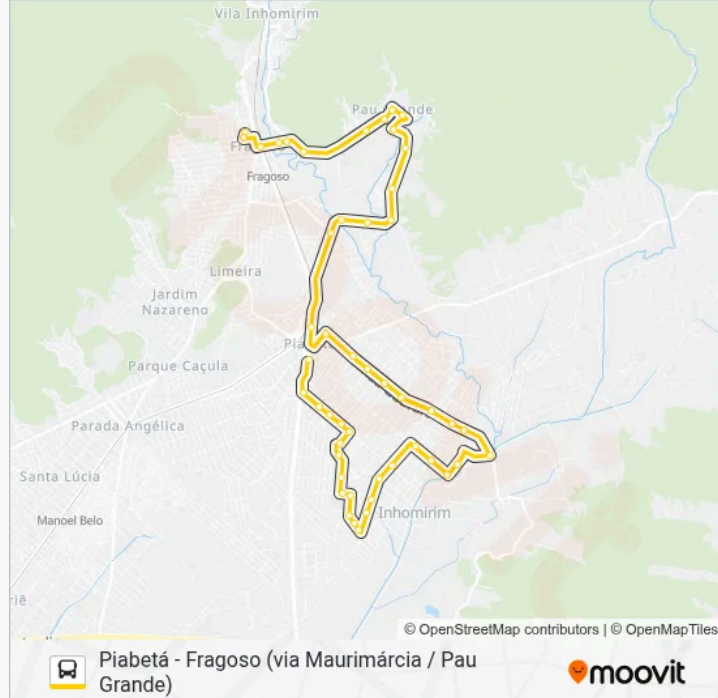 Vila Inhomirim
Pau Grande
Fragoso
Limeira
Jardim
Nazareno
Parque Caçula
Parada Angélica
Santa Lúcia
Manoel Belo
Inhomirim
© OpenStreetMap contributors | © OpenMapTiles
Piabetá - Fragoso (via Maurimárcia / Pau
Grande)
moovit